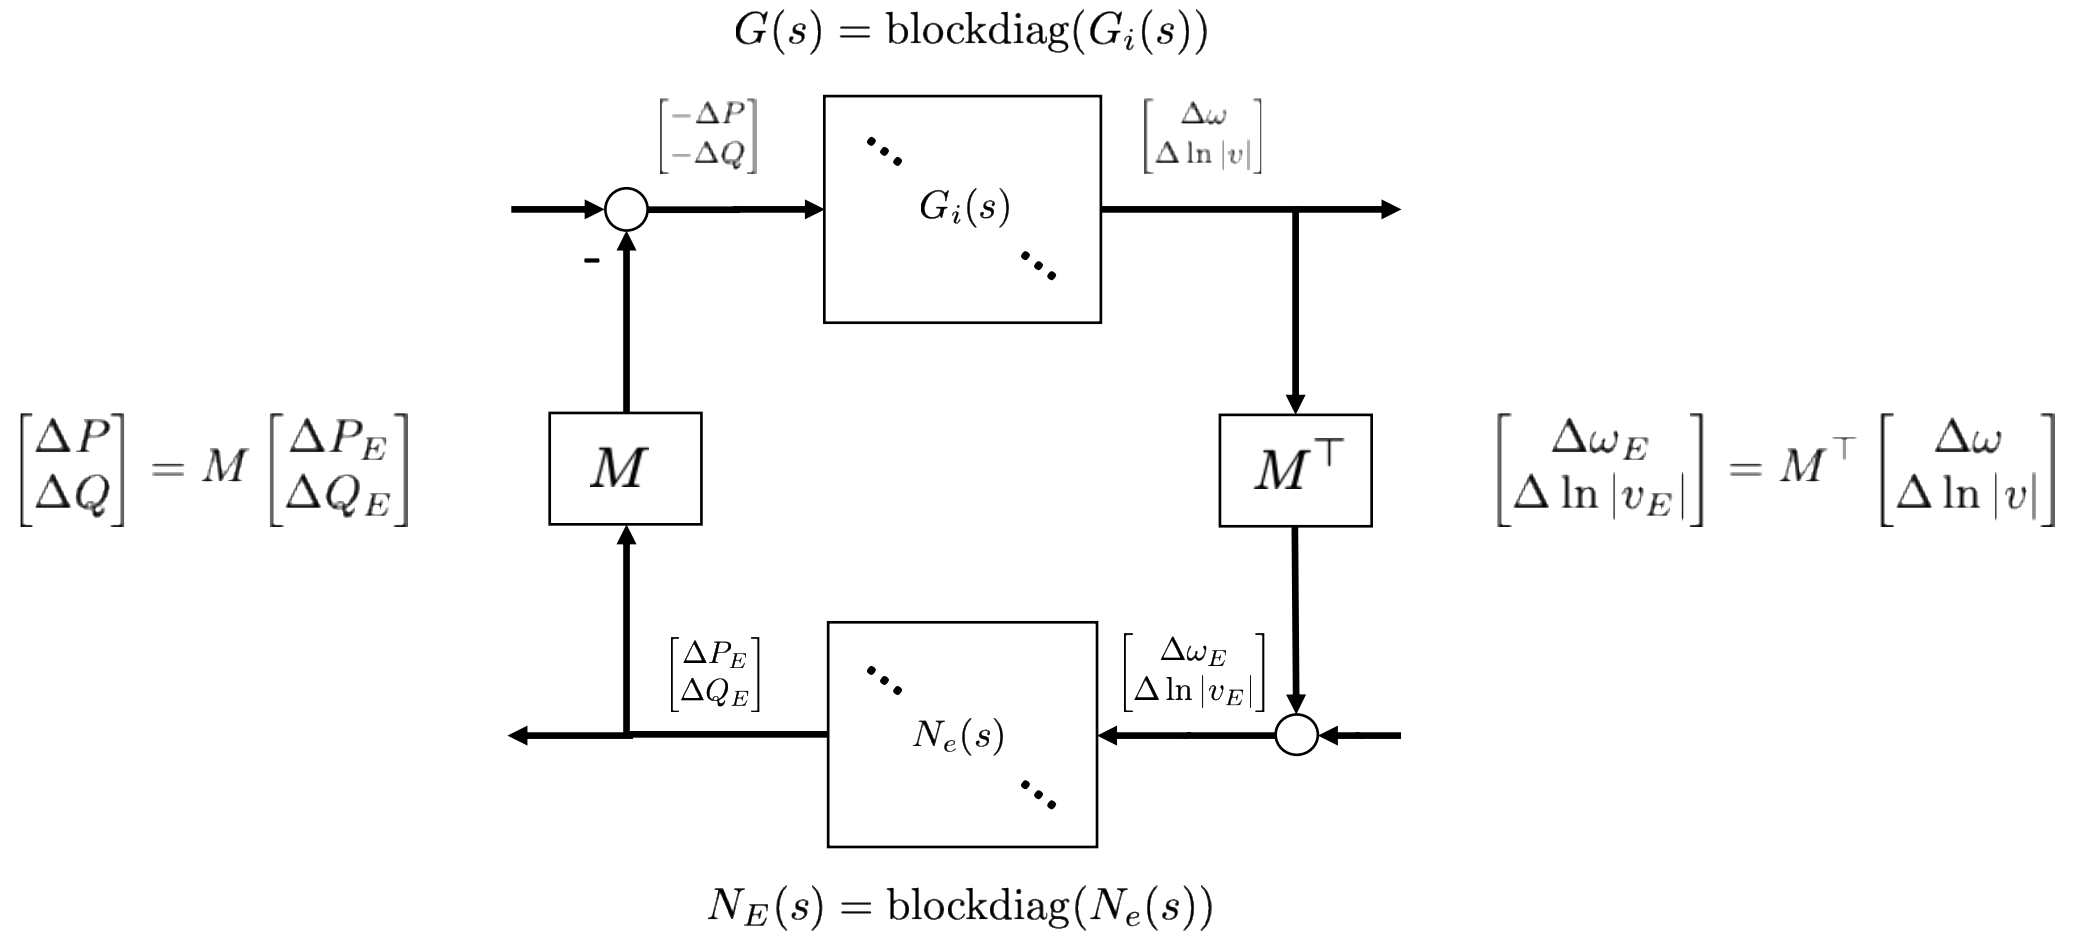 G(s) = blockdiag(G_i(s))
[−ΔP
−ΔQ]
[Δω
Δ ln |v|]
G_i(s)
-
[ΔP
ΔQ] = M [ΔP_E
ΔQ_E]
M
M^⊤
[Δω_E
Δ ln |v_E|] = M^⊤ [Δω
Δ ln |v|]
[ΔP_E
ΔQ_E]
[Δω_E
Δ ln |v_E|]
N_e(s)
N_E(s) = blockdiag(N_e(s))